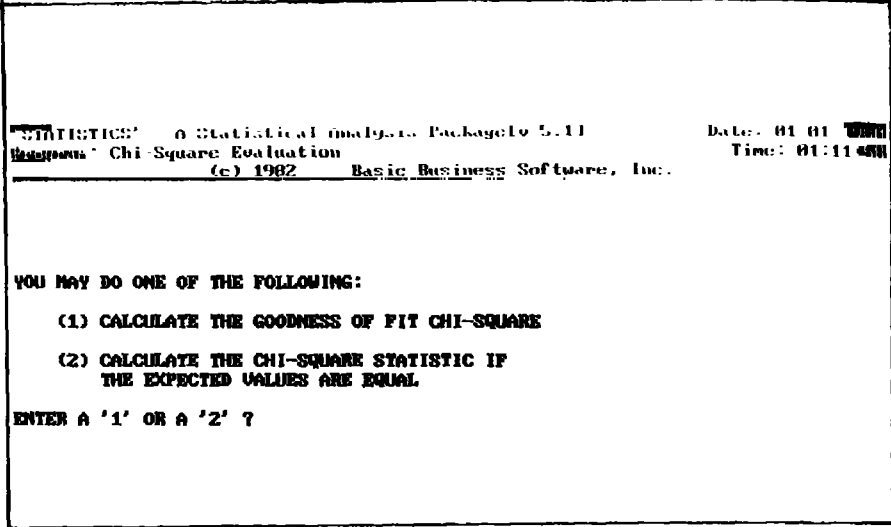 'STATISTICS' A Statistical Analysis Package[v 5.1] Date: 01 01
Chi-Square Evaluation Time: 01:11
(c) 1982 Basic Business Software, Inc.
YOU MAY DO ONE OF THE FOLLOWING:
(1) CALCULATE THE GOODNESS OF FIT CHI-SQUARE
(2) CALCULATE THE CHI-SQUARE STATISTIC IF
THE EXPECTED VALUES ARE EQUAL
ENTER A '1' OR A '2' ?